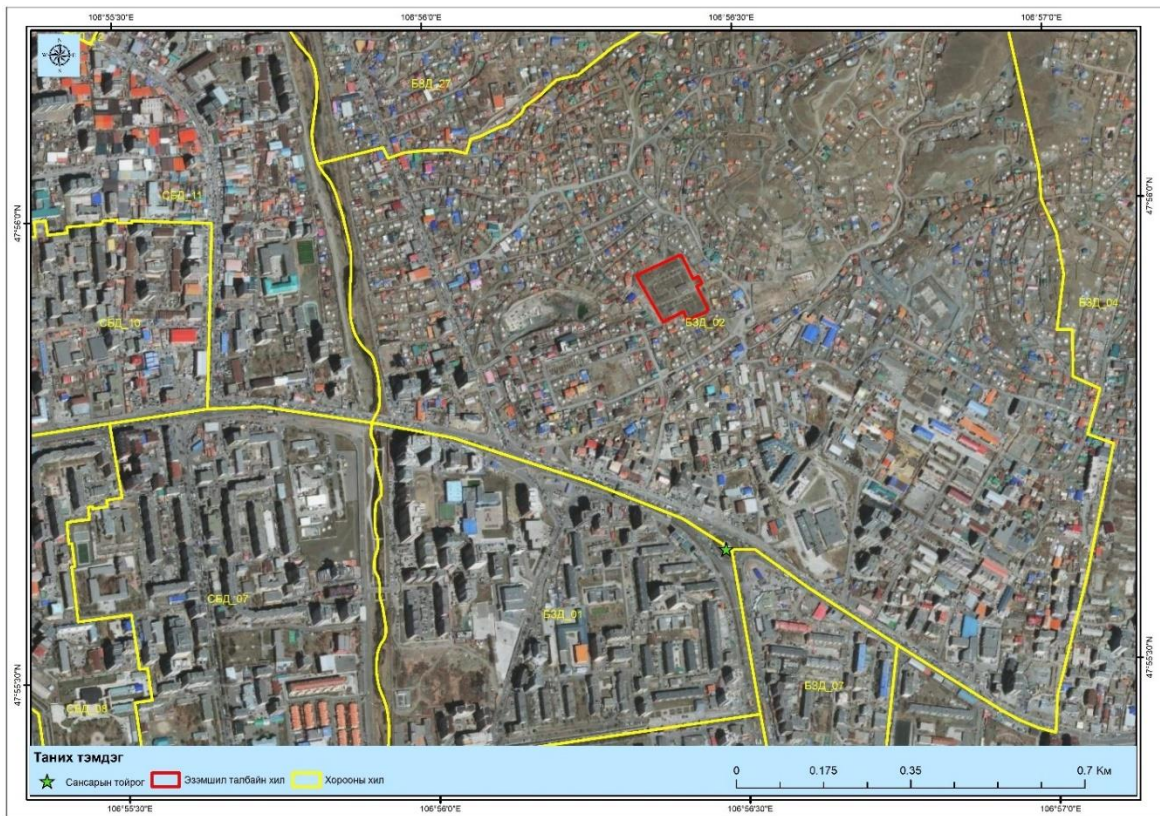 106°55'30"E 106°56'0"E 106°56'30"E 106°57'0"E
БЗД_27
СБД_11
47°56'0"N 47°56'0"N
СБД_10
БЗД_04
БЗД_02
СБД_07
БЗД_01
47°55'30"N 47°55'30"N
БЗД_07
СБД_08
Таних тэмдэг
Сансарын тойрог Эзэмшил талбайн хил Хорооны хил
0 0.175 0.35 0.7 Км
106°55'30"E 106°56'0"E 106°56'30"E 106°57'0"E